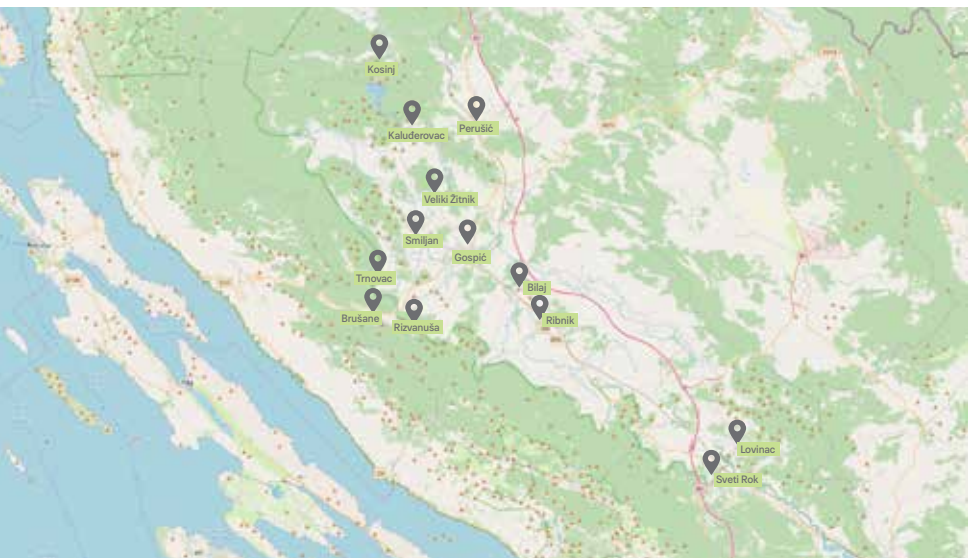 Kosinj
Kaluđerovac
Perušić
Veliki Žitnik
Smiljan
Gospić
Trnovac
Bilaj
Brušane
Rizvanuša
Ribnik
Lovinac
Sveti Rok